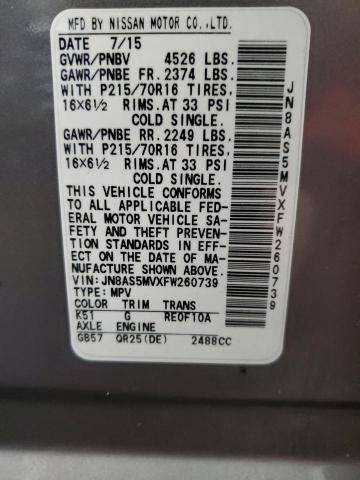 MFD BY NISSAN MOTOR CO.,LTD.
DATE 7/15
GVWR/PNBV 4526 LBS.
GAWR/PNBE FR. 2374 LBS.
WITH P215/70R16 TIRES,
16X6½ RIMS.AT 33 PSI
COLD SINGLE.
GAWR/PNBE RR. 2249 LBS.
WITH P215/70R16 TIRES,
16X6½ RIMS.AT 33 PSI
COLD SINGLE.
THIS VEHICLE CONFORMS
TO ALL APPLICABLE FED-
ERAL MOTOR VEHICLE SA-
FETY AND THEFT PREVEN-
TION STANDARDS IN EFF-
ECT ON THE DATE OF MA-
NUFACTURE SHOWN ABOVE.
VIN: JN8AS5MVXFW260739
TYPE: MPV
COLOR TRIM TRANS
K51 G RE0F10A
AXLE ENGINE
GB57 QR25(DE) 2488CC
JN8AS5MVXFW260739